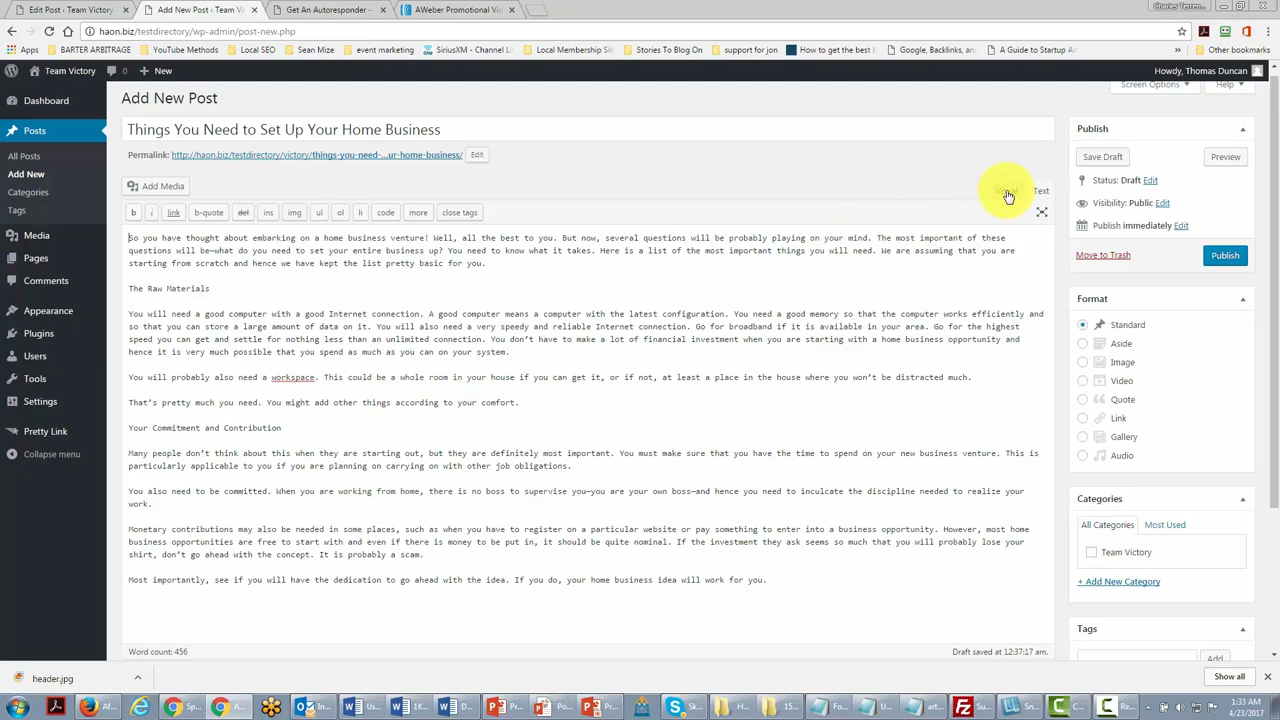 Edit Post ‹ Team Victory
Add New Post ‹ Team V
Get An Autoresponder –
AWeber Promotional Vid
Charles Terren...
haon.biz/testdirectory/wp-admin/post-new.php
Apps
BARTER ARBITRAGE
YouTube Methods
Local SEO
Sean Mize
event marketing
SiriusXM - Channel Li
Local Membership Sit
Stories To Blog On
support for jon
How to get the best
Google, Backlinks, an
A Guide to Startup A
»
Other bookmarks
Team Victory
0
New
Howdy, Thomas Duncan
Dashboard
Posts
All Posts
Add New
Categories
Tags
Media
Pages
Comments
Appearance
Plugins
Users
Tools
Settings
Pretty Link
Collapse menu
Add New Post
Screen Options
Help
Things You Need to Set Up Your Home Business
Permalink: http://haon.biz/testdirectory/victory/things-you-need-...ur-home-business/ Edit
Add Media
Visual
Text
b
i
link
b-quote
del
ins
img
ul
ol
li
code
more
close tags
So you have thought about embarking on a home business venture! Well, all the best to you. But now, several questions will be probably playing on your mind. The most important of these
questions will be—what do you need to set your entire business up? You need to know what it takes. Here is a list of the most important things you will need. We are assuming that you are
starting from scratch and hence we have kept the list pretty basic for you.
The Raw Materials
You will need a good computer with a good Internet connection. A good computer means a computer with the latest configuration. You need a good memory so that the computer works efficiently and
so that you can store a large amount of data on it. You will also need a very speedy and reliable Internet connection. Go for broadband if it is available in your area. Go for the highest
speed you can get and settle for nothing less than an unlimited connection. You don't have to make a lot of financial investment when you are starting with a home business opportunity and
hence it is very much possible that you spend as much as you can on your system.
You will probably also need a workspace. This could be a whole room in your house if you can get it, or if not, at least a place in the house where you won't be distracted much.
That's pretty much you need. You might add other things according to your comfort.
Your Commitment and Contribution
Many people don't think about this when they are starting out, but they are definitely most important. You must make sure that you have the time to spend on your new business venture. This is
particularly applicable to you if you are planning on carrying on with other job obligations.
You also need to be committed. When you are working from home, there is no boss to supervise you—you are your own boss—and hence you need to inculcate the discipline needed to realize your
work.
Monetary contributions may also be needed in some places, such as when you have to register on a particular website or pay something to enter into a business opportunity. However, most home
business opportunities are free to start with and even if there is money to be put in, it should be quite nominal. If the investment they ask seems so much that you will probably lose your
shirt, don't go ahead with the concept. It is probably a scam.
Most importantly, see if you will have the dedication to go ahead with the idea. If you do, your home business idea will work for you.
Word count: 456
Draft saved at 12:37:17 am.
Publish
Save Draft
Preview
Status: Draft Edit
Visibility: Public Edit
Publish immediately Edit
Move to Trash
Publish
Format
Standard
Aside
Image
Video
Quote
Link
Gallery
Audio
Categories
All Categories
Most Used
Team Victory
+ Add New Category
Tags
Add
header.jpg
Show all
Af...
S...
A...
In...
Us...
1K...
D...
Pr...
Po...
Pr...
Sk...
H...
15...
Fo...
U...
art...
Su...
Sn...
C...
Re...
1:33 AM
4/23/2017